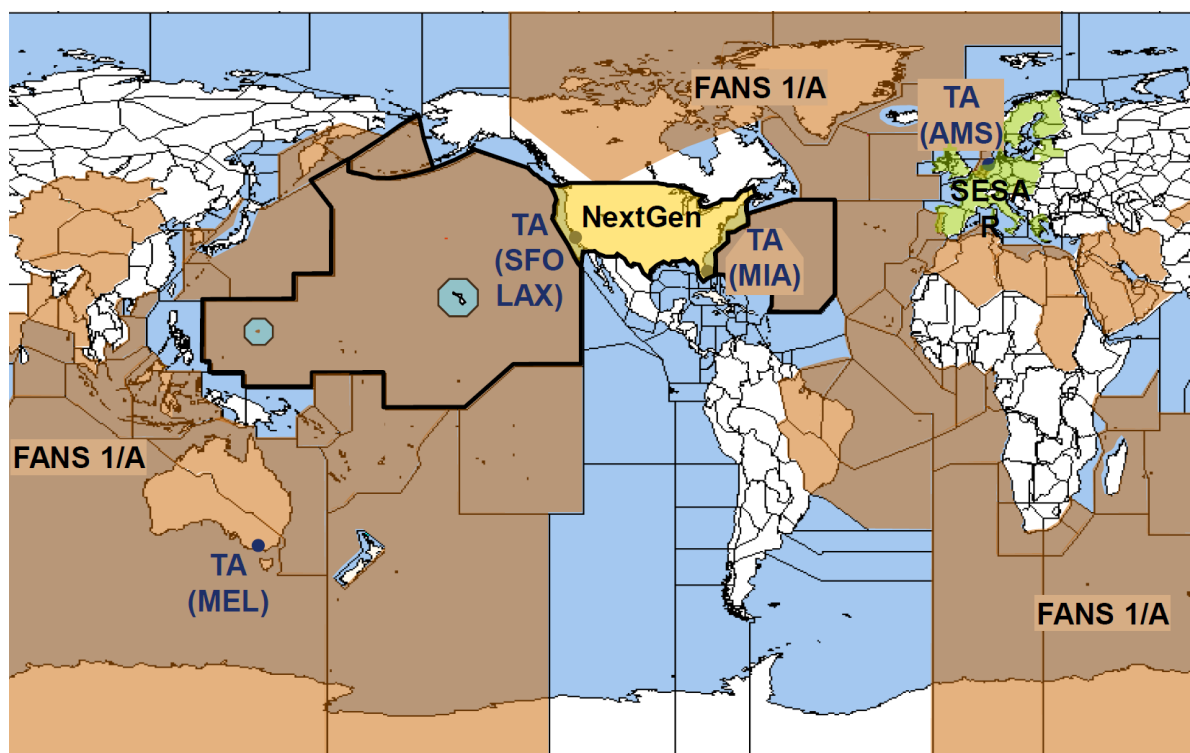 FANS 1/A
TA
(AMS)
SESA
R
NextGen
TA
(SFO
LAX)
TA
(MIA)
FANS 1/A
TA
(MEL)
FANS 1/A